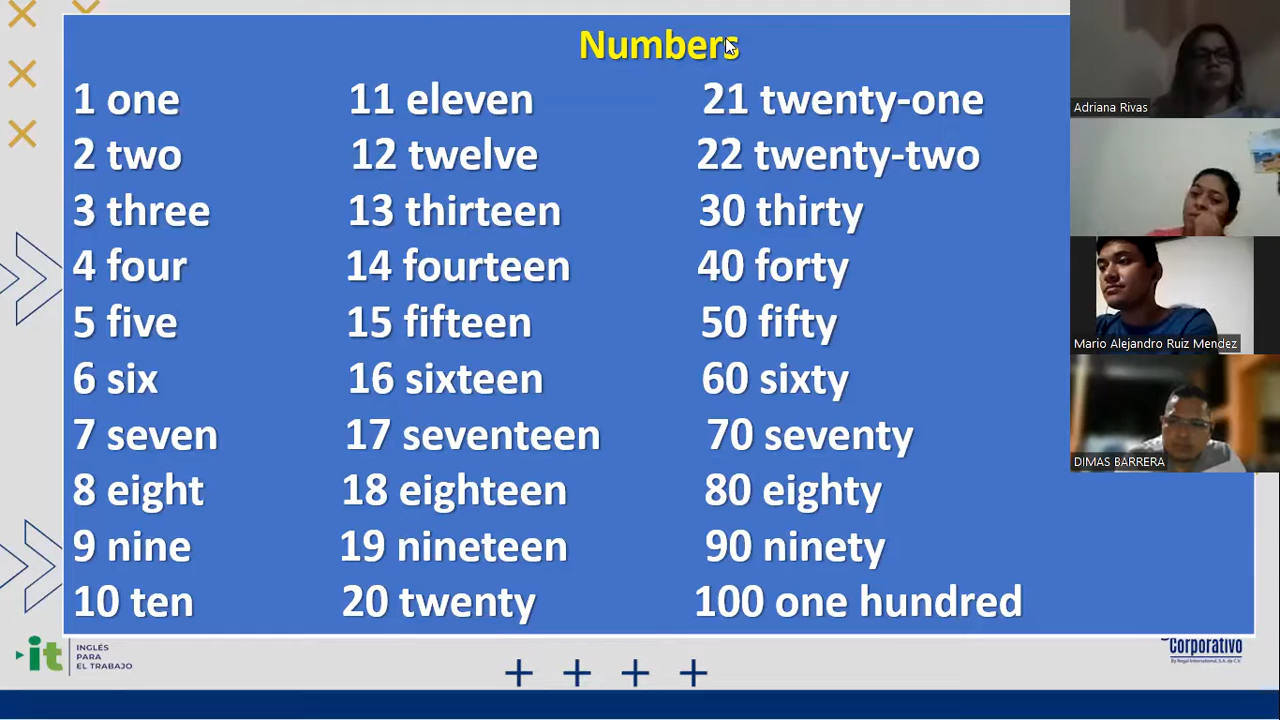 Numbers
1 one
2 two
3 three
4 four
5 five
6 six
7 seven
8 eight
9 nine
10 ten
11 eleven
12 twelve
13 thirteen
14 fourteen
15 fifteen
16 sixteen
17 seventeen
18 eighteen
19 nineteen
20 twenty
21 twenty-one
22 twenty-two
30 thirty
40 forty
50 fifty
60 sixty
70 seventy
80 eighty
90 ninety
100 one hundred
Adriana Rivas
Mario Alejandro Ruiz Mendez
DIMAS BARRERA
it
INGLÉS
PARA
EL TRABAJO
Corporativo
By Regal International, S.A. de C.V.